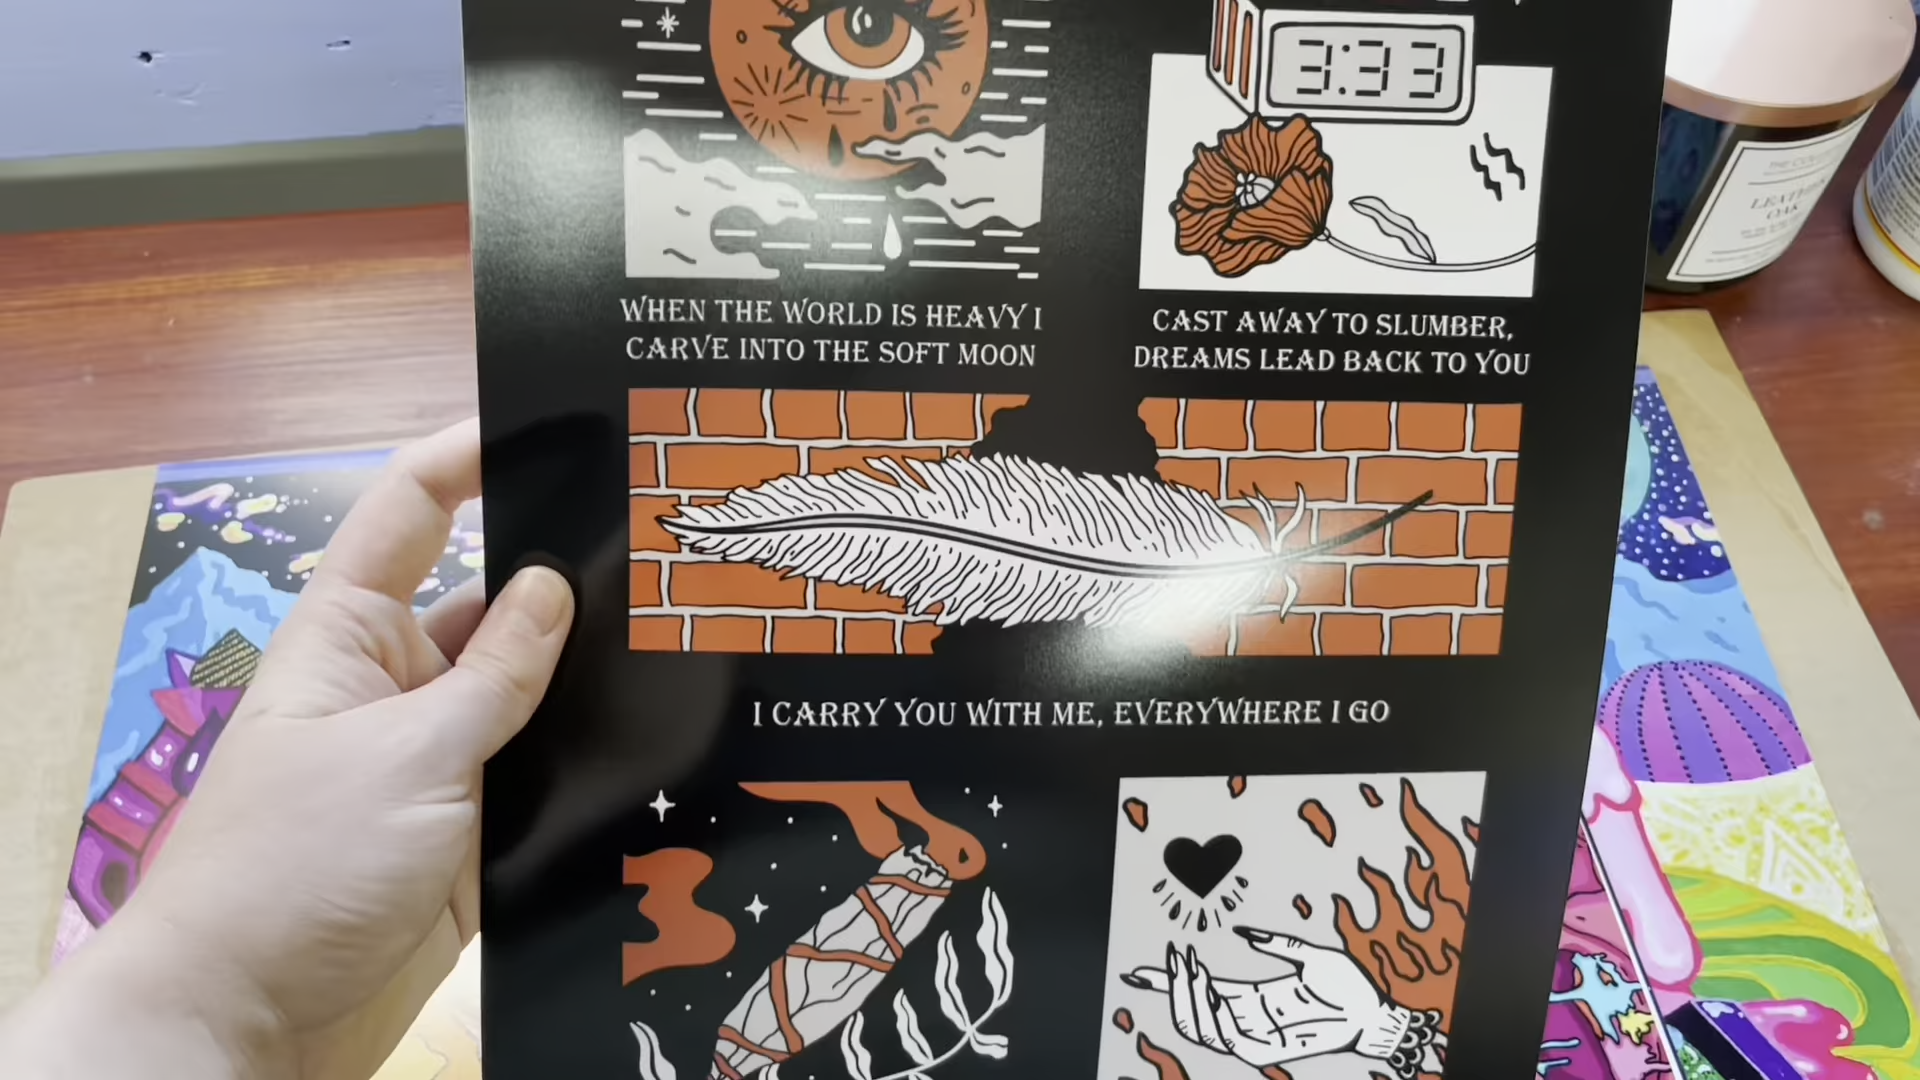 3:33
WHEN THE WORLD IS HEAVY I
CARVE INTO THE SOFT MOON
CAST AWAY TO SLUMBER,
DREAMS LEAD BACK TO YOU
I CARRY YOU WITH ME, EVERYWHERE I GO
OAK